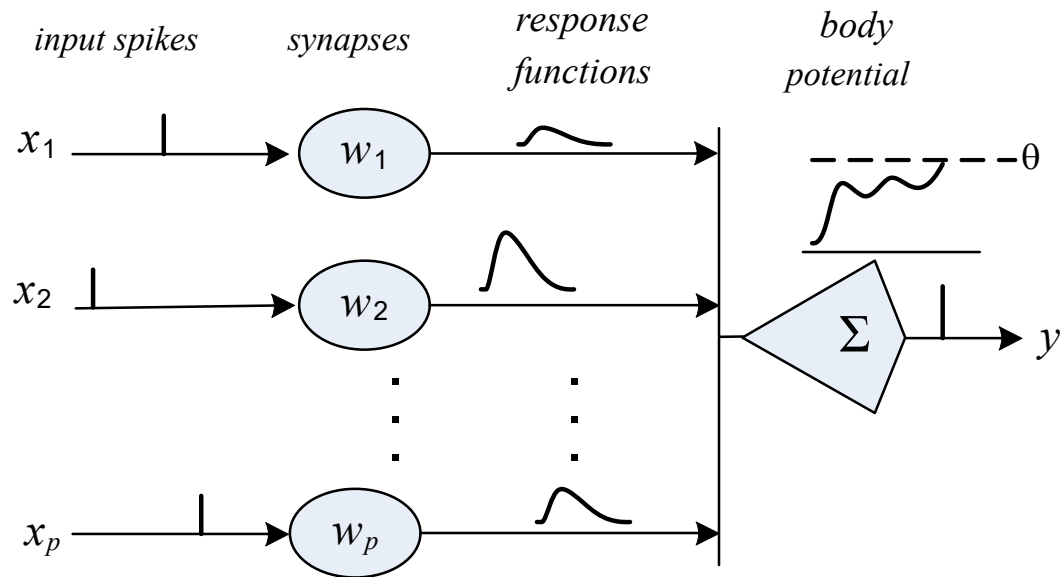 input spikes
synapses
response
functions
body
potential
x1
w1
θ
x2
w2
Σ
y
xp
wp